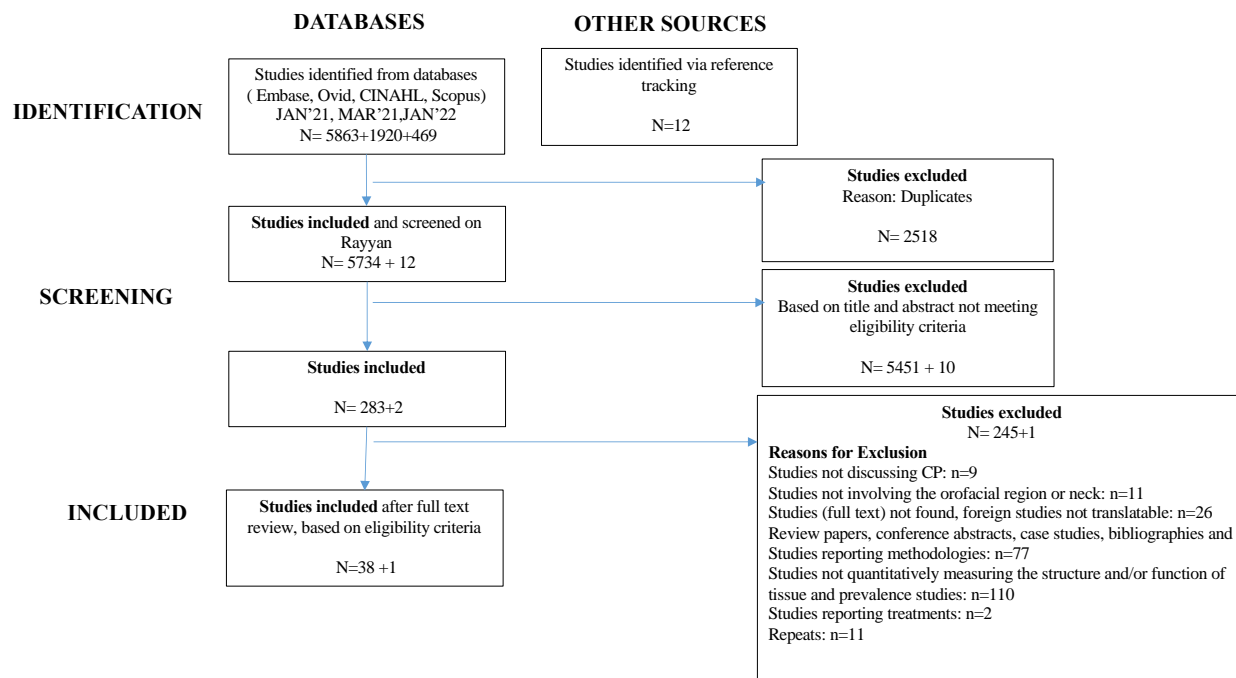 DATABASES
OTHER SOURCES
IDENTIFICATION
Studies identified from databases
( Embase, Ovid, CINAHL, Scopus)
JAN’21, MAR’21,JAN’22
N= 5863+1920+469
Studies identified via reference
tracking
N=12
Studies excluded
Reason: Duplicates
N= 2518
Studies included and screened on
Rayyan
N= 5734 + 12
SCREENING
Studies excluded
Based on title and abstract not meeting
eligibility criteria
N= 5451 + 10
Studies included
N= 283+2
Studies excluded
N= 245+1
Reasons for Exclusion
Studies not discussing CP: n=9
Studies not involving the orofacial region or neck: n=11
Studies (full text) not found, foreign studies not translatable: n=26
Review papers, conference abstracts, case studies, bibliographies and
Studies reporting methodologies: n=77
Studies not quantitatively measuring the structure and/or function of
tissue and prevalence studies: n=110
Studies reporting treatments: n=2
Repeats: n=11
INCLUDED
Studies included after full text
review, based on eligibility criteria
N=38 +1